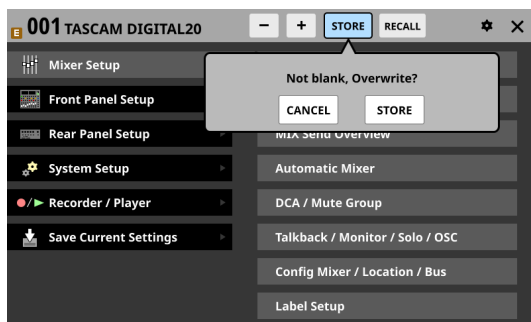 E 001 TASCAM DIGITAL20 - + STORE RECALL
Mixer Setup
Not blank, Overwrite?
CANCEL STORE
Front Panel Setup
Rear Panel Setup
MIX Send Overview
System Setup
Automatic Mixer
Recorder / Player
DCA / Mute Group
Save Current Settings
Talkback / Monitor / Solo / OSC
Config Mixer / Location / Bus
Label Setup